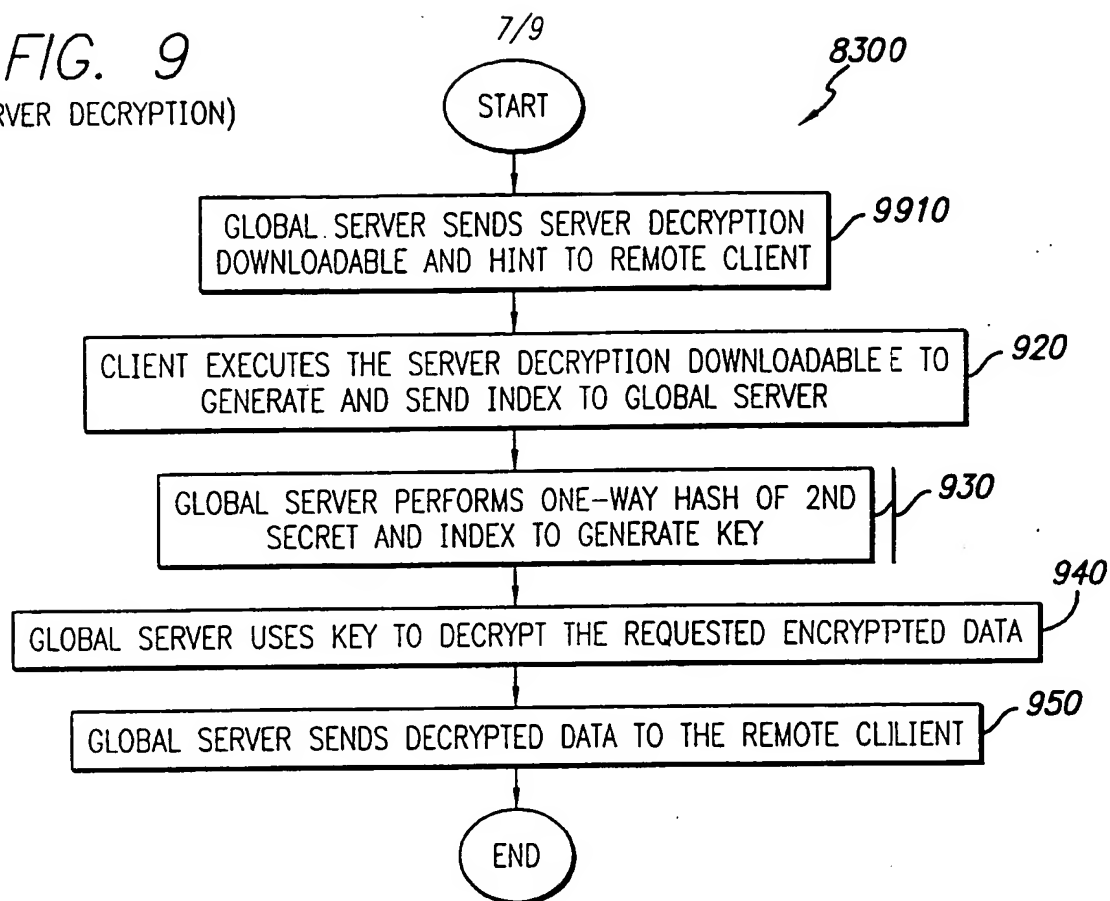 7/9
FIG. 9
RVER DECRYPTION)
8300
START
GLOBAL SERVER SENDS SERVER DECRYPTION
DOWNLOADABLE AND HINT TO REMOTE CLIENT
9910
CLIENT EXECUTES THE SERVER DECRYPTION DOWNLOADABLE E TO
GENERATE AND SEND INDEX TO GLOBAL SERVER
920
GLOBAL SERVER PERFORMS ONE-WAY HASH OF 2ND
SECRET AND INDEX TO GENERATE KEY
930
GLOBAL SERVER USES KEY TO DECRYPT THE REQUESTED ENCRYPPTED DATA
940
GLOBAL SERVER SENDS DECRYPTED DATA TO THE REMOTE CLILIENT
950
END